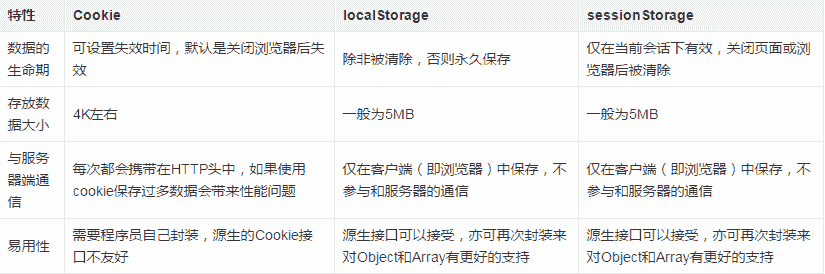 特性 Cookie localStorage sessionStorage
数据的生命期 可设置失效时间，默认是关闭浏览器后失效 除非被清除，否则永久保存 仅在当前会话下有效，关闭页面或浏览器后被清除
存放数据大小 4K左右 一般为5MB 一般为5MB
与服务器端通信 每次都会携带在HTTP头中，如果使用cookie保存过多数据会带来性能问题 仅在客户端（即浏览器）中保存，不参与和服务器的通信 仅在客户端（即浏览器）中保存，不参与和服务器的通信
易用性 需要程序员自己封装，源生的Cookie接口不友好 源生接口可以接受，亦可再次封装来对Object和Array有更好的支持 源生接口可以接受，亦可再次封装来对Object和Array有更好的支持